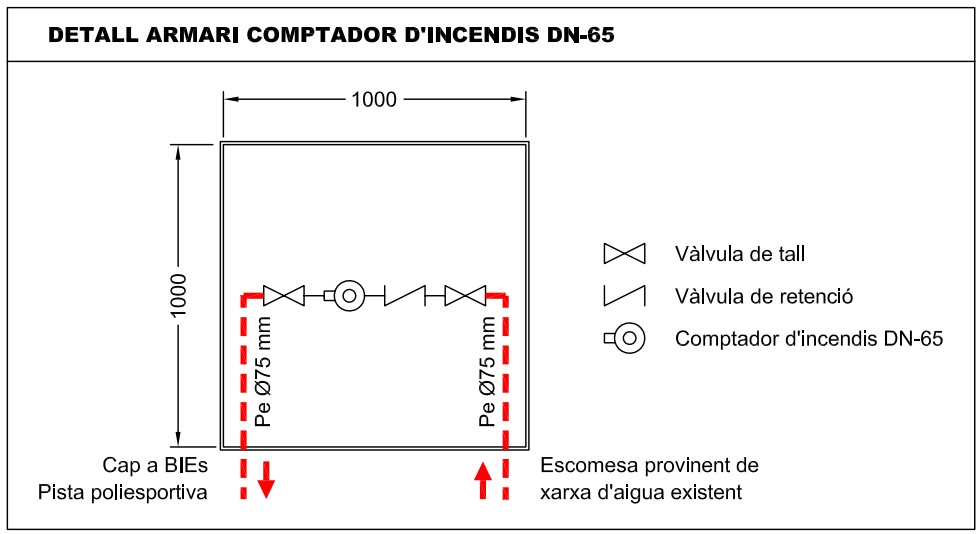 DETALL ARMARI COMPTADOR D'INCENDIS DN-65
1000
1000
Pe Ø75 mm
Pe Ø75 mm
Vàlvula de tall
Vàlvula de retenció
Comptador d'incendis DN-65
Cap a BIEs
Pista poliesportiva
Escomesa provinent de
xarxa d'aigua existent